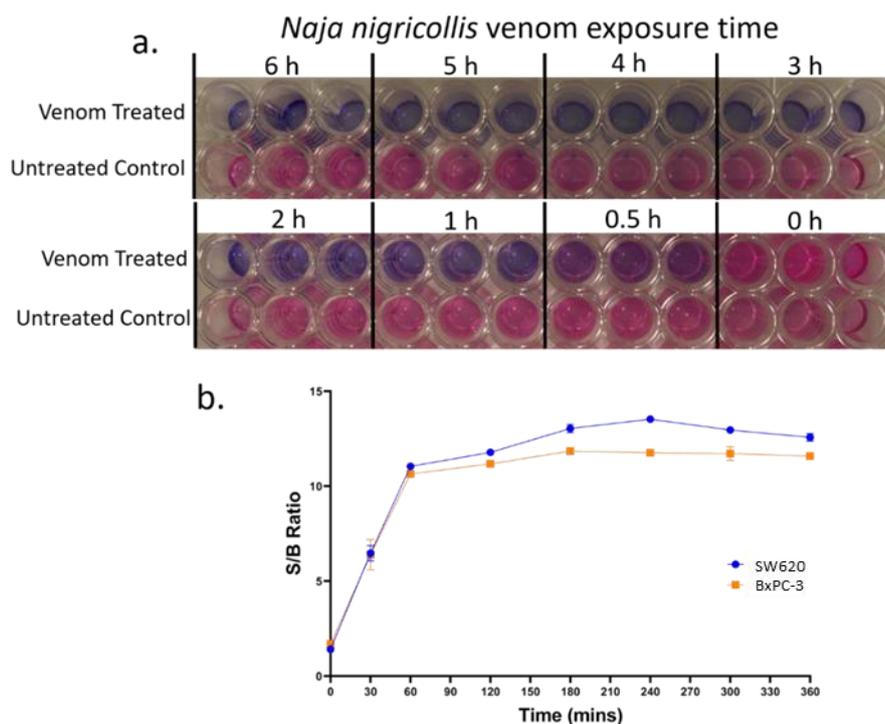 a.
Naja nigricollis venom exposure time
6 h 5 h 4 h 3 h
Venom Treated
Untreated Control
2 h 1 h 0.5 h 0 h
Venom Treated
Untreated Control
b.
15
10
5
0
S/B Ratio
SW620
BxPC-3
0 30 60 90 120 150 180 210 240 270 300 330 360
Time (mins)